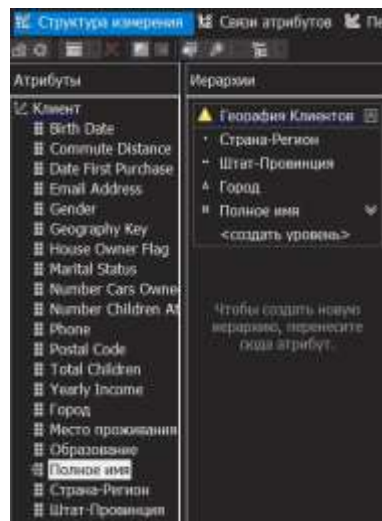 Структура измерения Связи атрибутов
Атрибуты
Иерархии
Клиент
Birth Date
Commute Distance
Date First Purchase
Email Address
Gender
Geography Key
House Owner Flag
Marital Status
Number Cars Owne
Number Children At
Phone
Postal Code
Total Children
Yearly Income
Город
Место проживания
Образование
Полное имя
Страна-Регион
Штат-Провинция
География Клиентов
Страна-Регион
Штат-Провинция
Город
Полное имя
<создать уровень>
Чтобы создать новую
иерархию, перенесите
сюда атрибут.